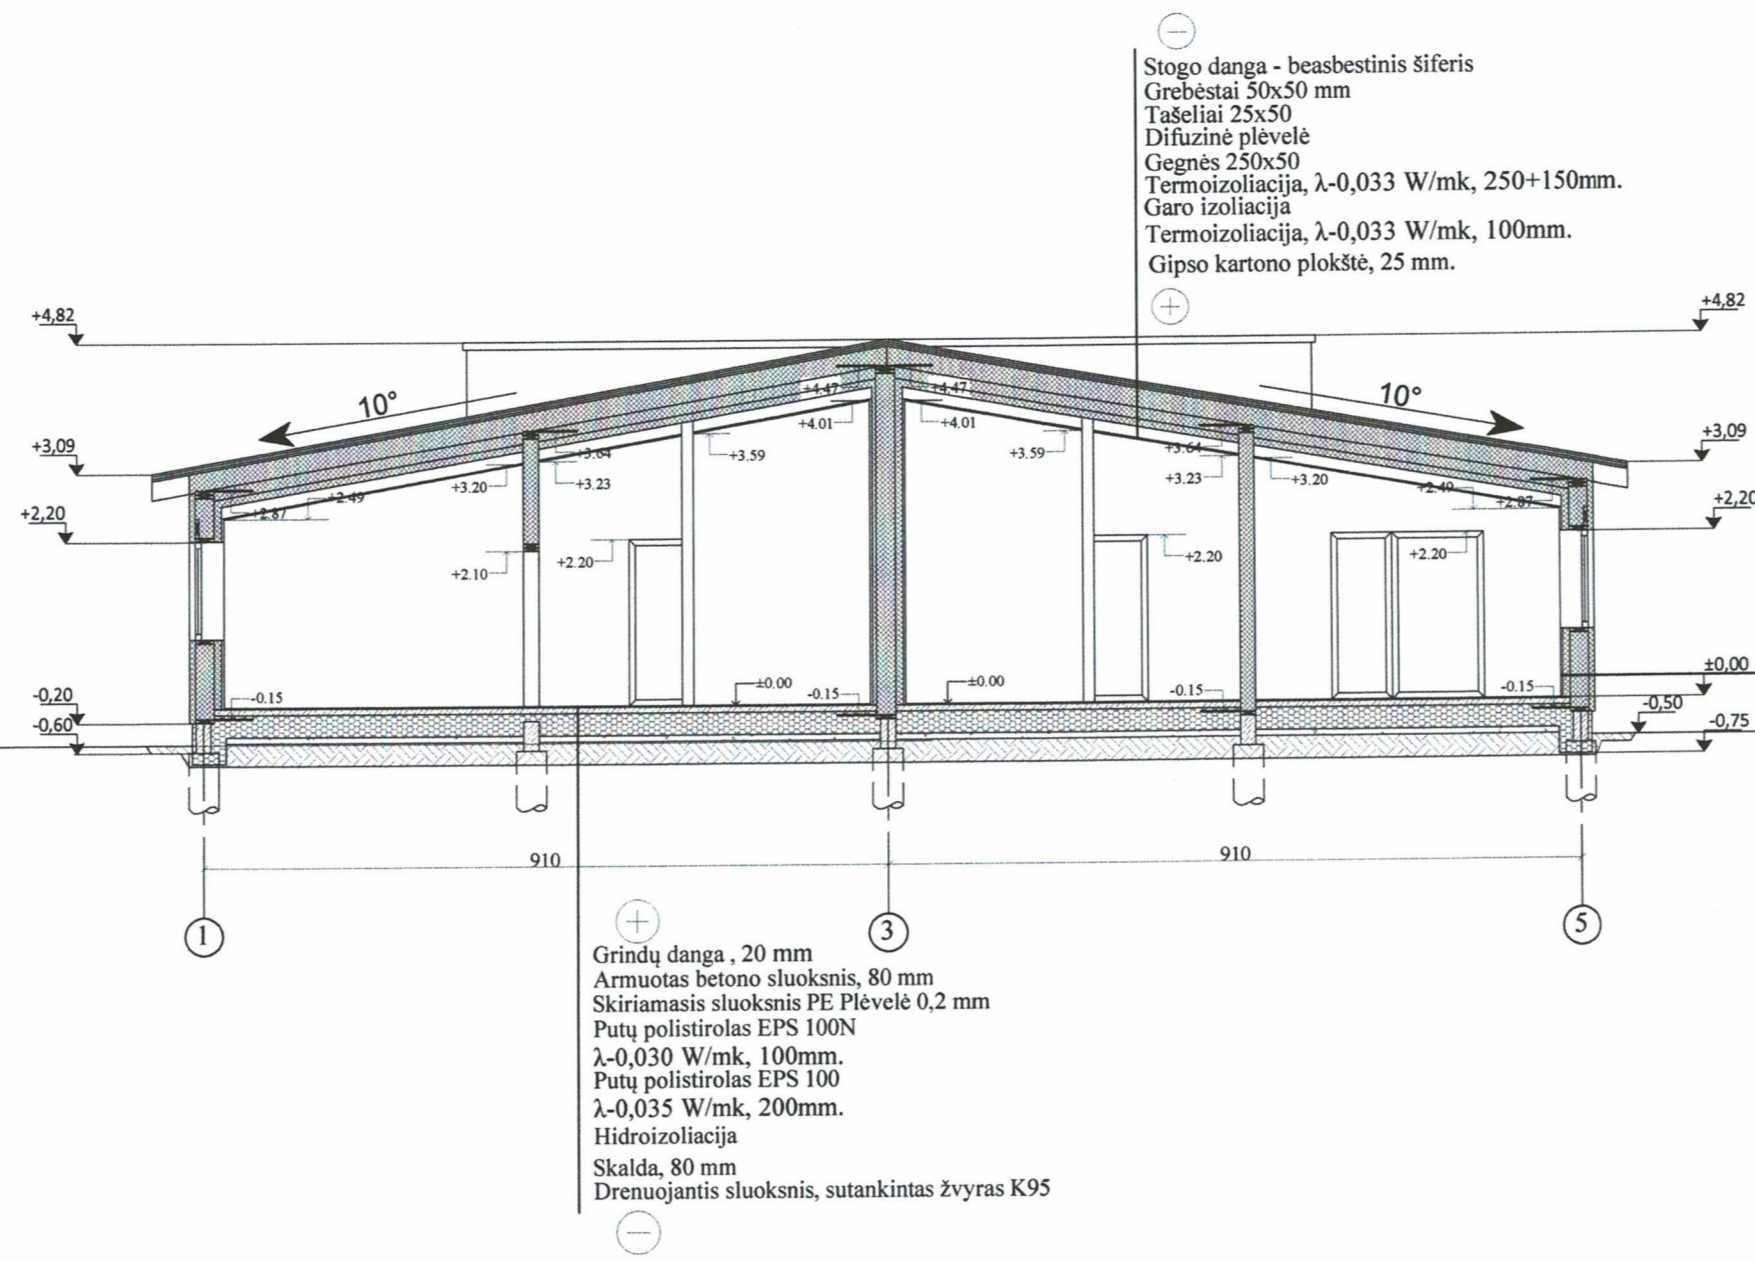 Stogo danga - beasbestinis šiferis
Grebėstai 50x50 mm
Tašeliai 25x50
Difuzinė plėvelė
Gegnės 250x50
Termoizoliacija, λ-0,033 W/mk, 250+150mm.
Garo izoliacija
Termoizoliacija, λ-0,033 W/mk, 100mm.
Gipso kartono plokštė, 25 mm.
+4,82 +4,82
10° +4.47 +4.47 10°
+4.01 +4.01
+3,09 +3.64 +3.59 +3.59 +3.64 +3,09
+3.20 +3.23 +3.23 +3.20
+2.87 +2.49 +2.49 +2.87
+2,20 +2,20
+2.10 +2.20 +2.20 +2.20
±0,00
-0,20 -0.15 ±0.00 -0.15 ±0.00 -0.15 -0.15
-0,60 -0,50
-0,75
910 910
1 3 5
Grindų danga , 20 mm
Armuotas betono sluoksnis, 80 mm
Skiriamasis sluoksnis PE Plėvelė 0,2 mm
Putų polistirolas EPS 100N
λ-0,030 W/mk, 100mm.
Putų polistirolas EPS 100
λ-0,035 W/mk, 200mm.
Hidroizoliacija
Skalda, 80 mm
Drenuojantis sluoksnis, sutankintas žvyras K95